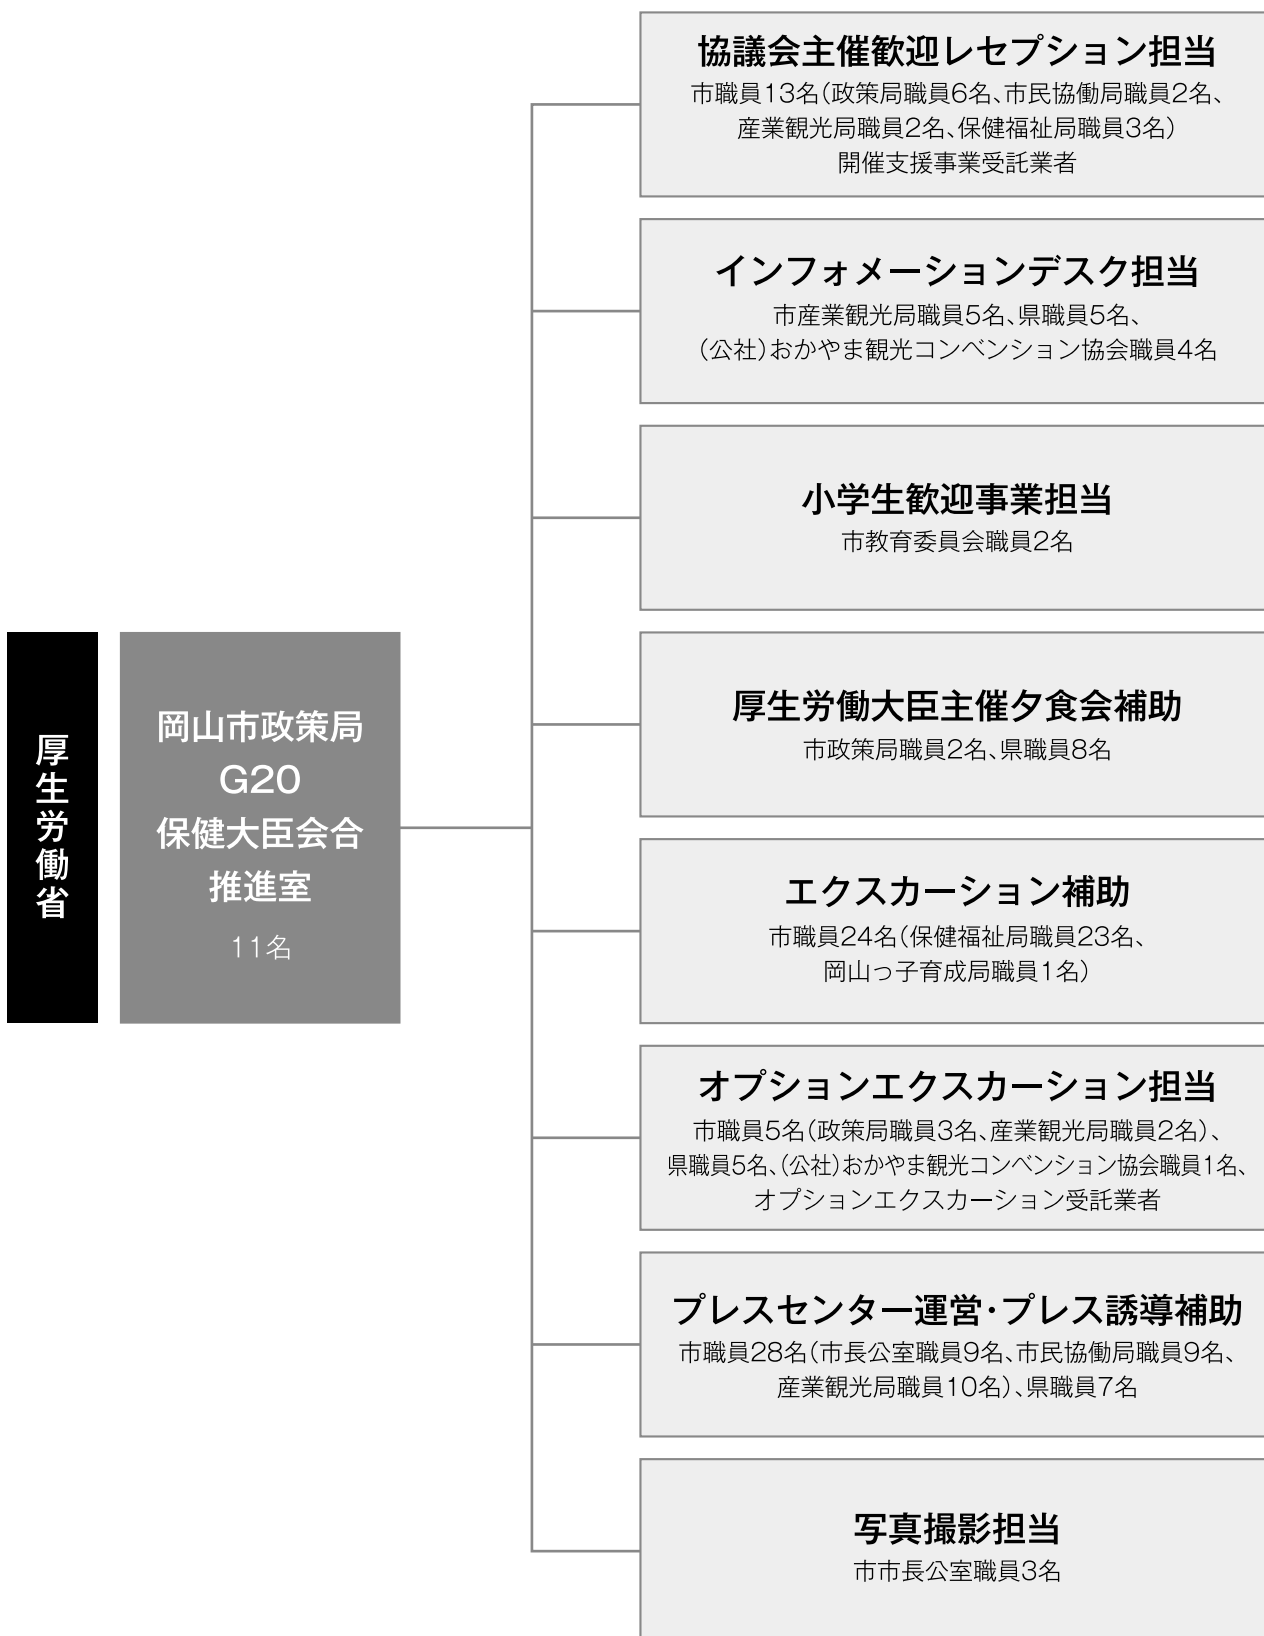 厚生労働省
岡山市政策局
G20
保健大臣会合
推進室
11名
協議会主催歓迎レセプション担当
市職員13名(政策局職員6名、市民協働局職員2名、
産業観光局職員2名、保健福祉局職員3名)
開催支援事業受託業者
インフォメーションデスク担当
市産業観光局職員5名、県職員5名、
(公社)おかやま観光コンベンション協会職員4名
小学生歓迎事業担当
市教育委員会職員2名
厚生労働大臣主催夕食会補助
市政策局職員2名、県職員8名
エクスカーション補助
市職員24名(保健福祉局職員23名、
岡山っ子育成局職員1名)
オプションエクスカーション担当
市職員5名(政策局職員3名、産業観光局職員2名)、
県職員5名、(公社)おかやま観光コンベンション協会職員1名、
オプションエクスカーション受託業者
プレスセンター運営・プレス誘導補助
市職員28名(市長公室職員9名、市民協働局職員9名、
産業観光局職員10名)、県職員7名
写真撮影担当
市市長公室職員3名